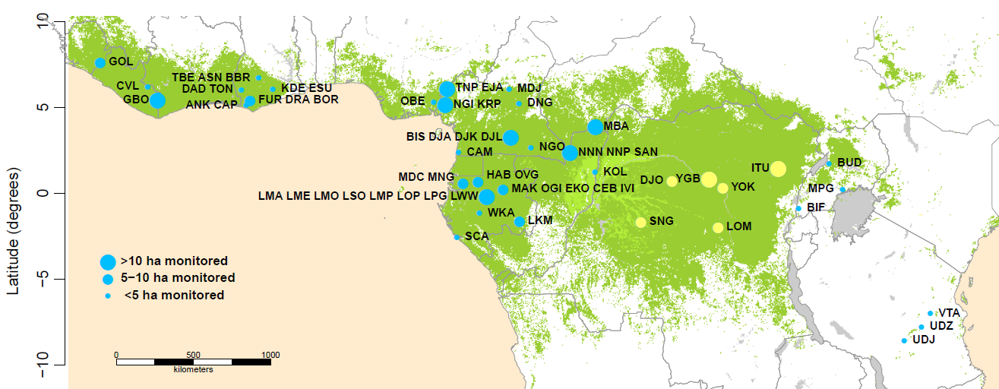 10
GOL
TBE ASN BBR
CVL
DAD TON
KDE ESU
GBO
ANK CAP
FUR DRA BOR
TNP EJA
MDJ
OBE
NGI KRP
DNG
5
MBA
BIS DJA DJK DJL
NGO
NNN NNP SAN
CAM
BUD
ITU
KOL
MDC MNG
HAB OVG
DJO
YGB
YOK
MPG
0
MAK OGI EKO CEB IVI
LMA LME LMO LSO LMP LOP LPG LWW
BIF
WKA
LKM
SNG
LOM
SCA
Latitude (degrees)
>10 ha monitored
5−10 ha monitored
<5 ha monitored
−5
VTA
UDZ
UDJ
0 500 1000
kilometers
−10